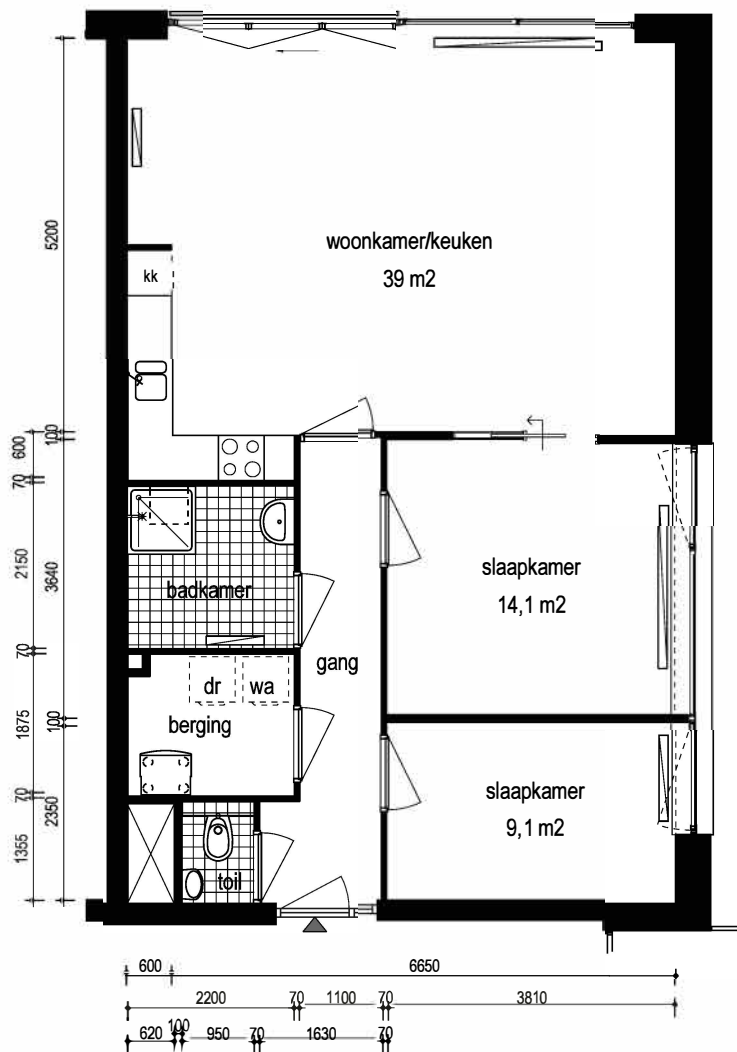 woonkamer/keuken
39 m2
kk
5200
600
100
70
slaapkamer
14,1 m2
badkamer
2150
3640
gang
70
dr
wa
berging
1875
100
slaapkamer
9,1 m2
70
2350
1355
toil
600
6650
2200
70
1100
70
3810
620
100
950
70
1630
70